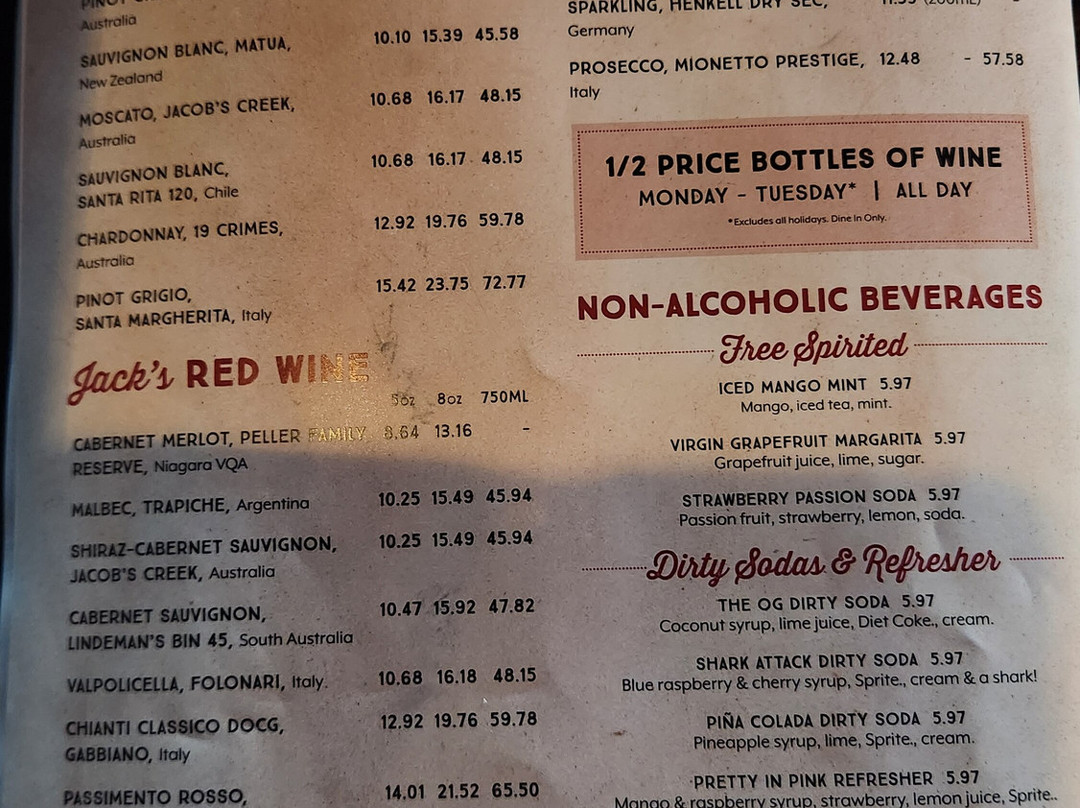 PINOT
Australia
SAUVIGNON BLANC, MATUA, 10.10 15.39 45.58
New Zealand
MOSCATO, JACOB'S CREEK, 10.68 16.17 48.15
Australia
SAUVIGNON BLANC, 10.68 16.17 48.15
SANTA RITA 120, Chile
CHARDONNAY, 19 CRIMES, 12.92 19.76 59.78
Australia
PINOT GRIGIO, 15.42 23.75 72.77
SANTA MARGHERITA, Italy
Jack's RED WINE
5oz 8oz 750ML
CABERNET MERLOT, PELLER FAMILY 8.64 13.16 -
RESERVE, Niagara VQA
MALBEC, TRAPICHE, Argentina 10.25 15.49 45.94
SHIRAZ-CABERNET SAUVIGNON, 10.25 15.49 45.94
JACOB'S CREEK, Australia
CABERNET SAUVIGNON, 10.47 15.92 47.82
LINDEMAN'S BIN 45, South Australia
VALPOLICELLA, FOLONARI, Italy. 10.68 16.18 48.15
CHIANTI CLASSICO DOCG, 12.92 19.76 59.78
GABBIANO, Italy
PASSIMENTO ROSSO, 14.01 21.52 65.50
SPARKLING, HENKELL DRY SEC, (200ML) -
Germany
PROSECCO, MIONETTO PRESTIGE, 12.48 - 57.58
Italy
1/2 PRICE BOTTLES OF WINE
MONDAY - TUESDAY* | ALL DAY
*Excludes all holidays. Dine In Only.
NON-ALCOHOLIC BEVERAGES
Free Spirited
ICED MANGO MINT 5.97
Mango, iced tea, mint.
VIRGIN GRAPEFRUIT MARGARITA 5.97
Grapefruit juice, lime, sugar.
STRAWBERRY PASSION SODA 5.97
Passion fruit, strawberry, lemon, soda.
Dirty Sodas & Refresher
THE OG DIRTY SODA 5.97
Coconut syrup, lime juice, Diet Coke., cream.
SHARK ATTACK DIRTY SODA 5.97
Blue raspberry & cherry syrup, Sprite., cream & a shark!
PIÑA COLADA DIRTY SODA 5.97
Pineapple syrup, lime, Sprite., cream.
PRETTY IN PINK REFRESHER 5.97
Mango & raspberry syrup, strawberry, lemon juice, Sprite..